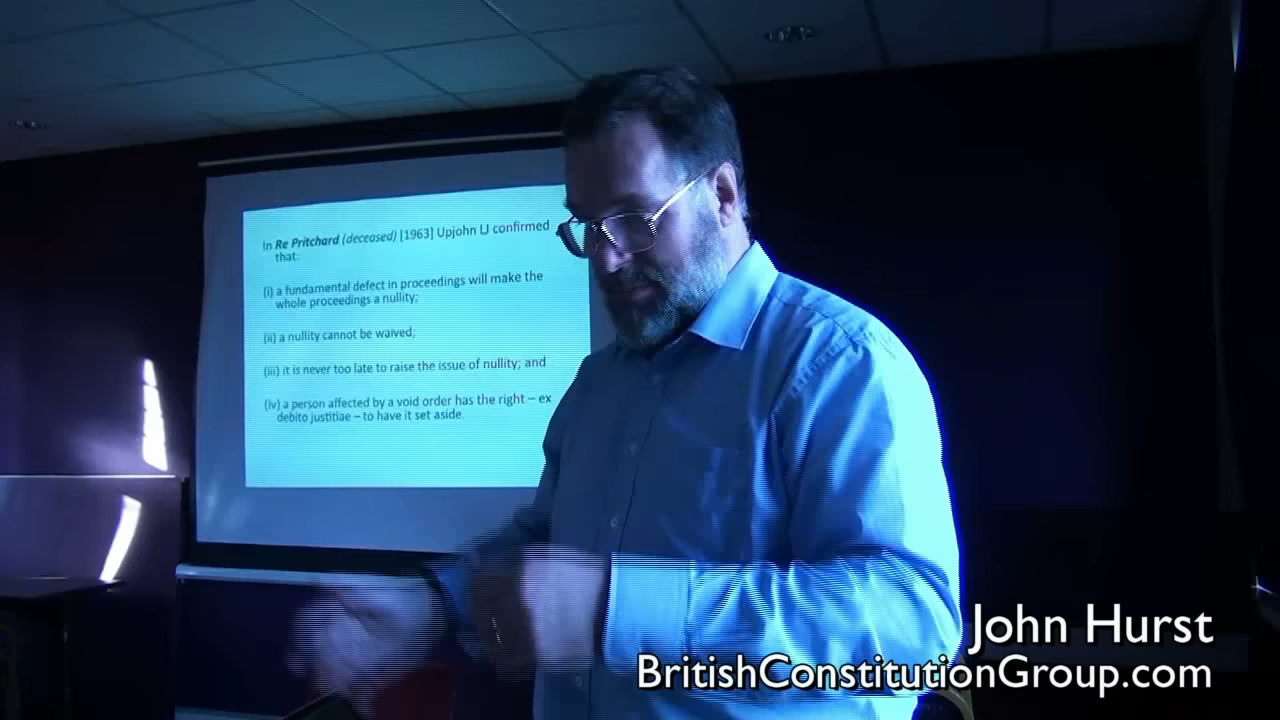 In Re Pritchard (deceased) [1963] Upjohn LJ confirmed
that:
(i) a fundamental defect in proceedings will make the
whole proceedings a nullity;
(ii) a nullity cannot be waived;
(iii) it is never too late to raise the issue of nullity; and
(iv) a person affected by a void order has the right – ex
debito justitiae – to have it set aside.
John Hurst
BritishConstitutionGroup.com